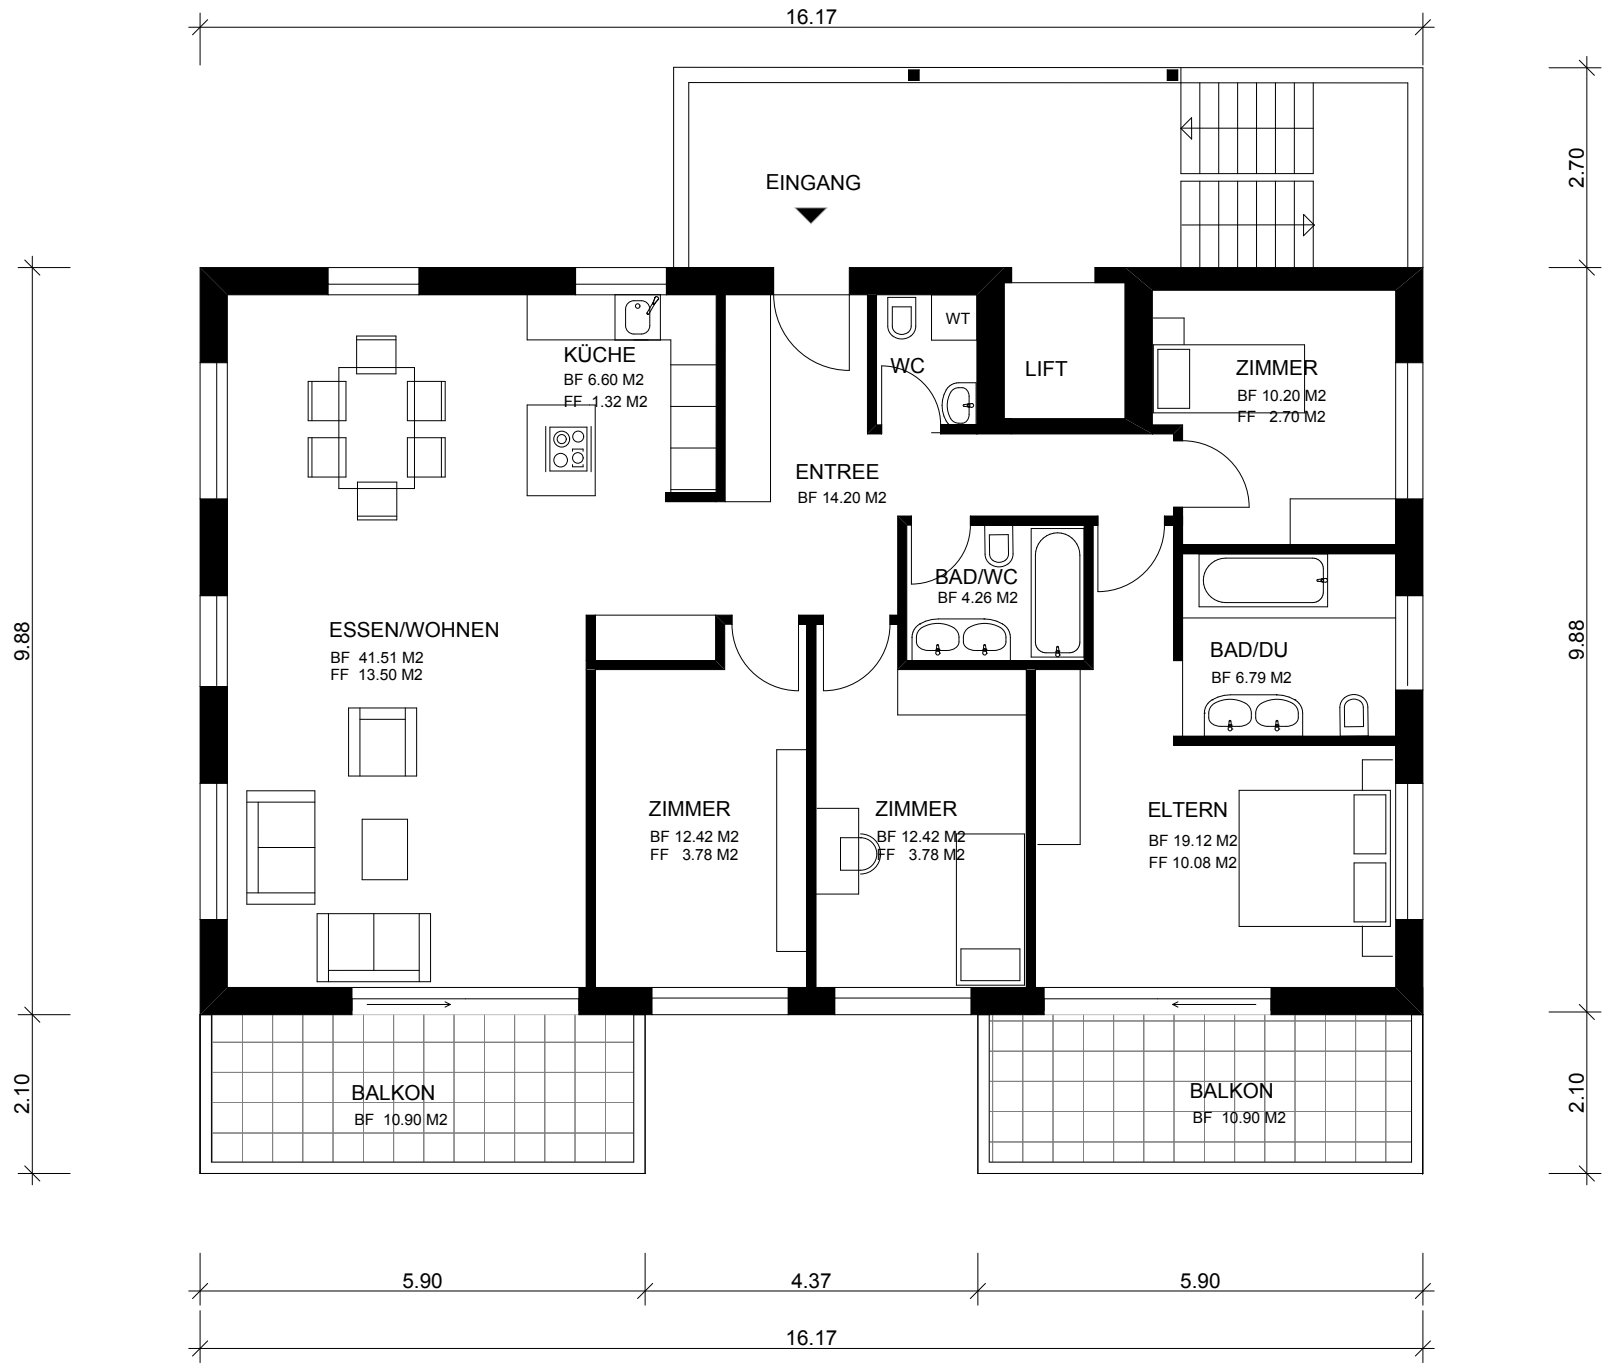 16.17
2.70
EINGANG
WT
WC
LIFT
KÜCHE
BF 6.60 M2
FF 1.32 M2
ZIMMER
BF 10.20 M2
FF 2.70 M2
ENTREE
BF 14.20 M2
BAD/WC
BF 4.26 M2
9.88
ESSEN/WOHNEN
BF 41.51 M2
FF 13.50 M2
BAD/DU
BF 6.79 M2
9.88
ZIMMER
BF 12.42 M2
FF 3.78 M2
ZIMMER
BF 12.42 M2
FF 3.78 M2
ELTERN
BF 19.12 M2
FF 10.08 M2
2.10
BALKON
BF 10.90 M2
BALKON
BF 10.90 M2
2.10
5.90
4.37
5.90
16.17